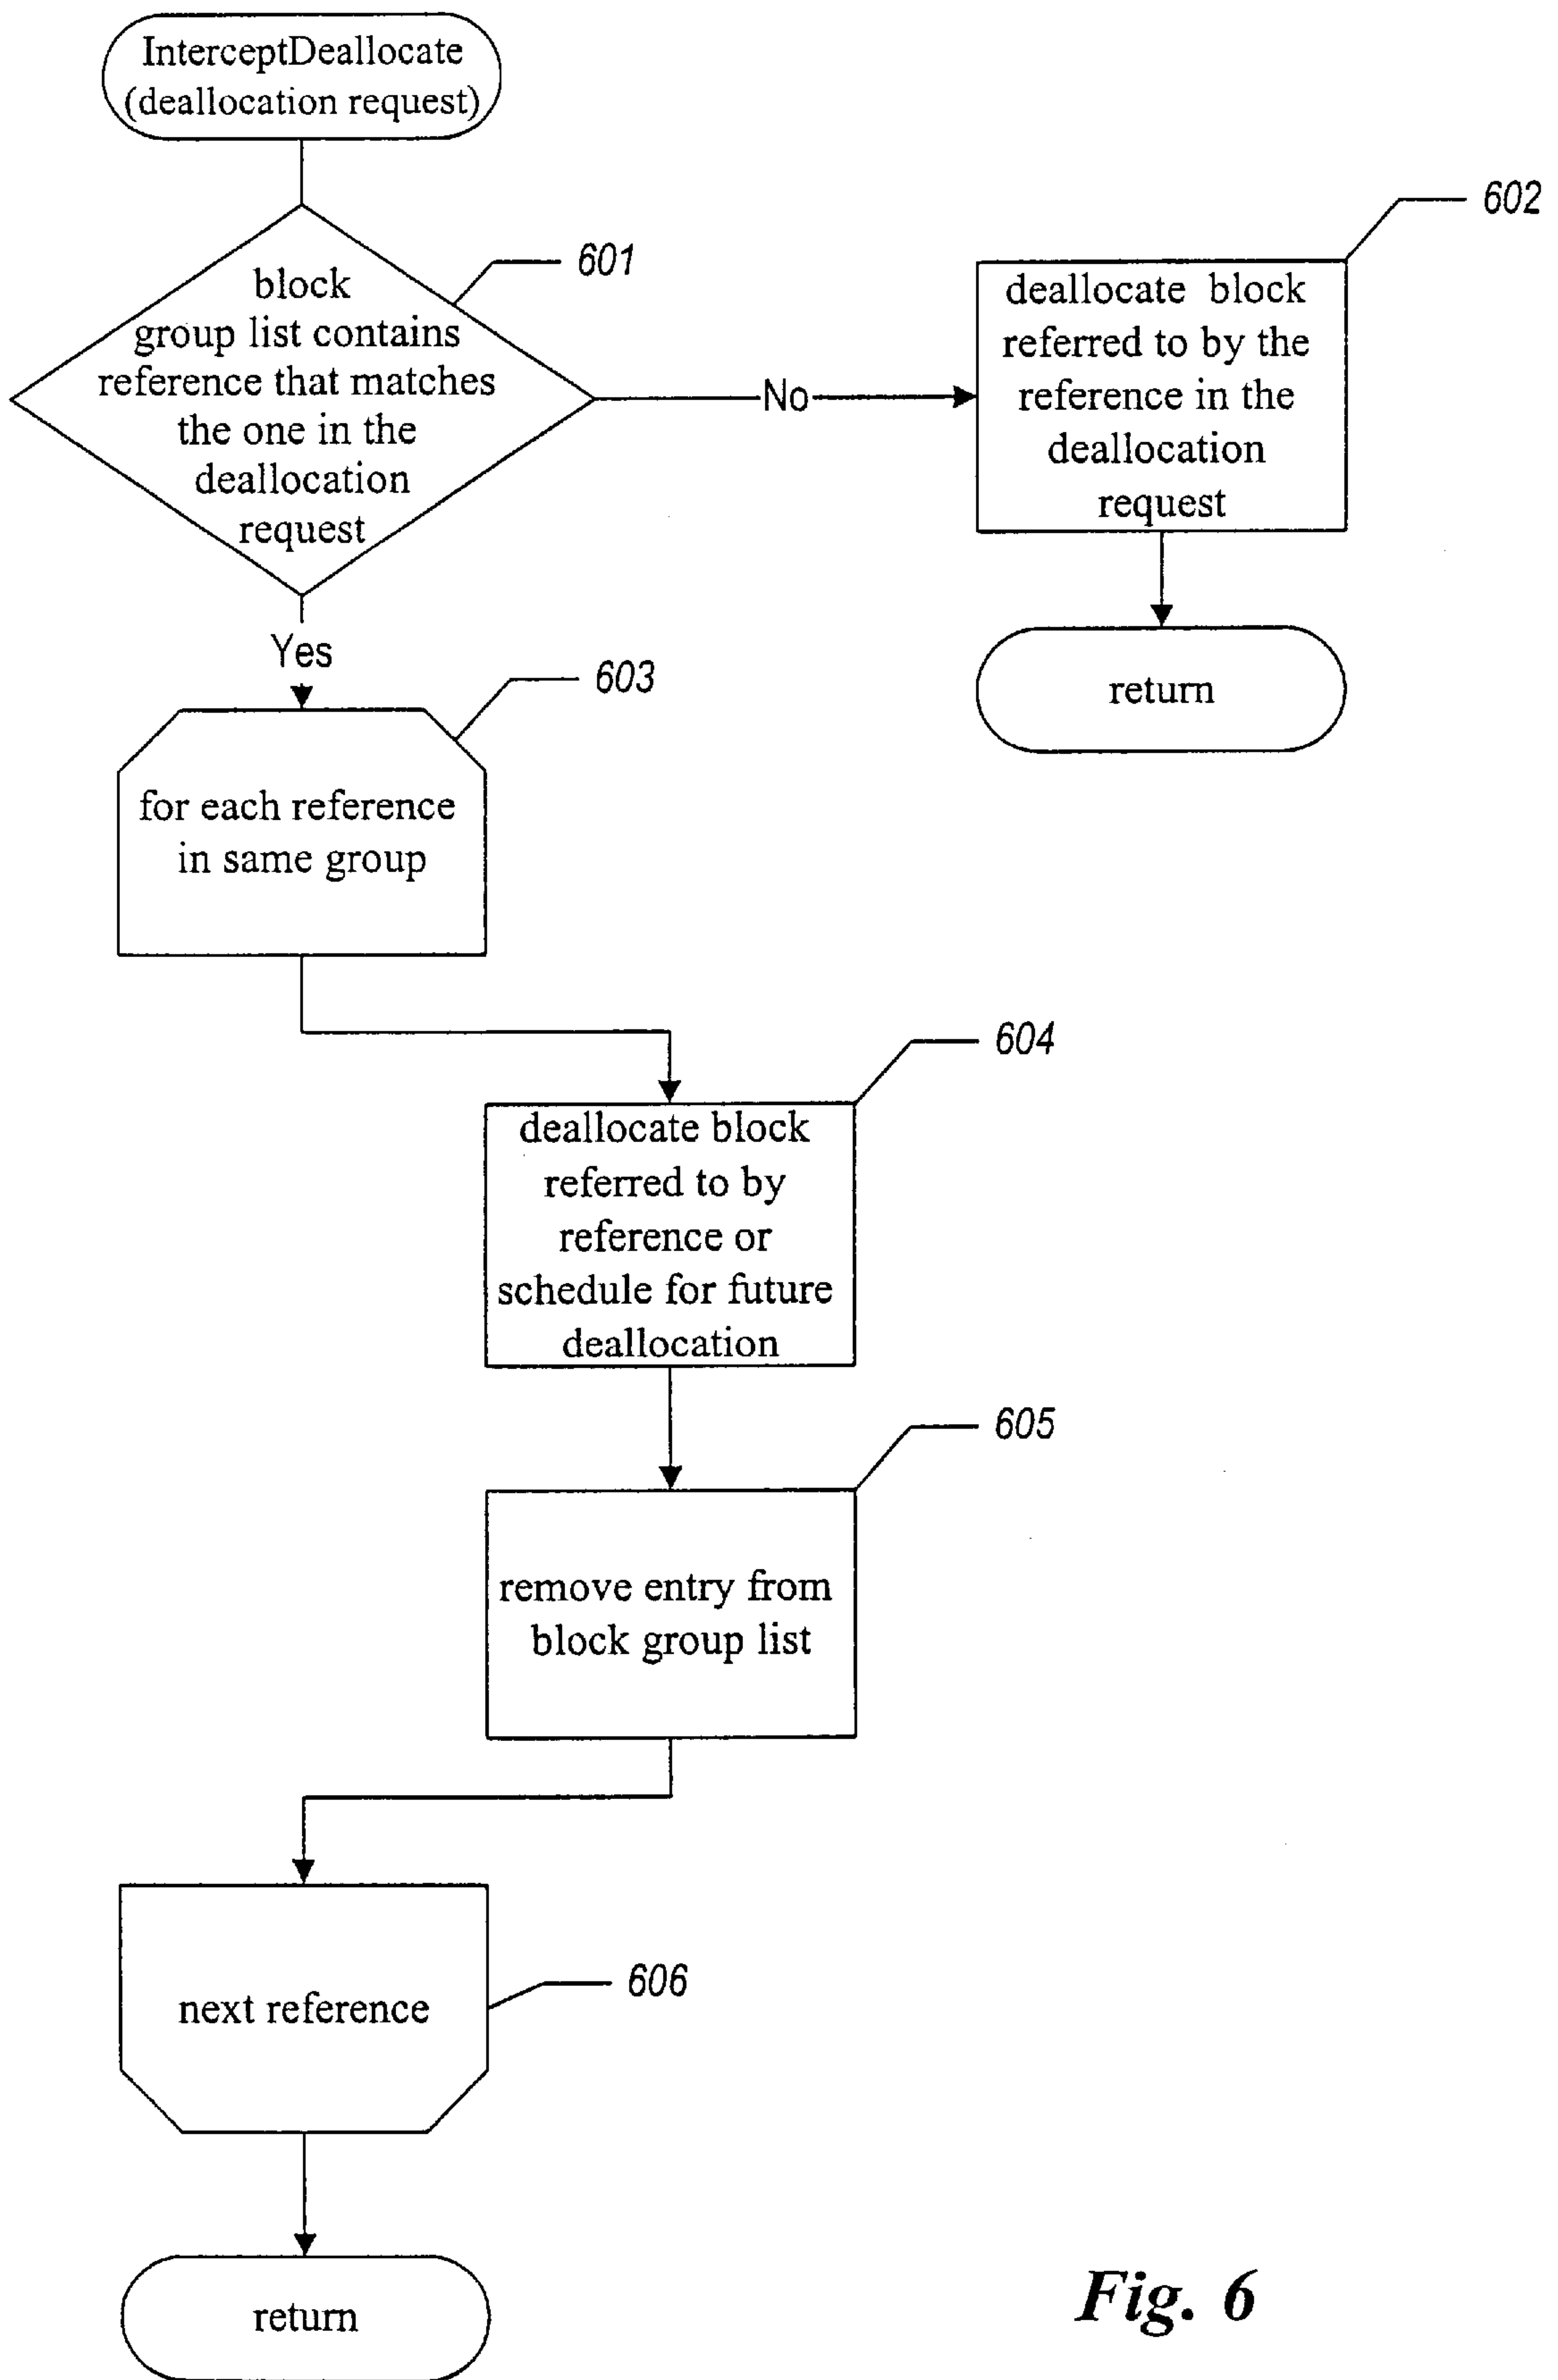 InterceptDeallocate
(deallocation request)
601
block
group list contains
reference that matches
the one in the
deallocation
request
No
602
deallocate block
referred to by the
reference in the
deallocation
request
return
Yes
603
for each reference
in same group
604
deallocate block
referred to by
reference or
schedule for future
deallocation
605
remove entry from
block group list
606
next reference
return
Fig. 6